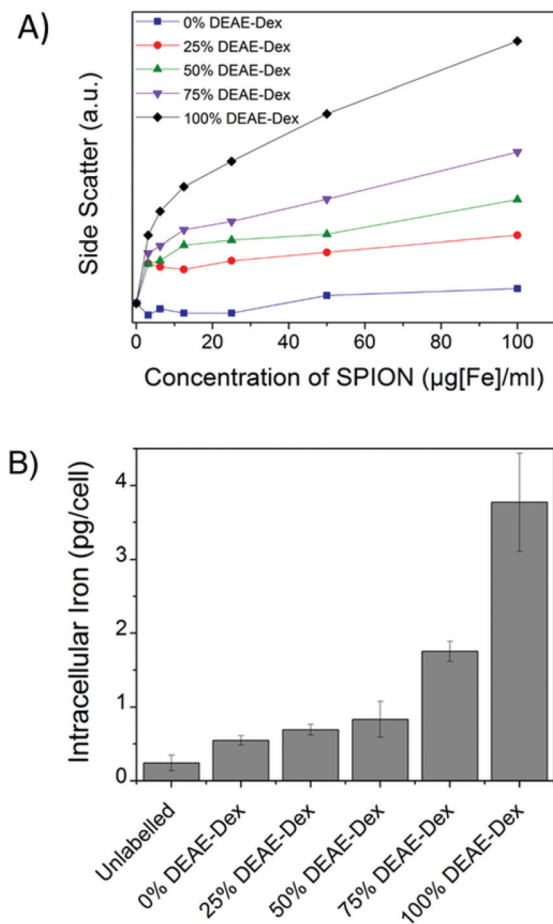 A)
0% DEAE-Dex
25% DEAE-Dex
50% DEAE-Dex
75% DEAE-Dex
100% DEAE-Dex
Side Scatter (a.u.)
0 20 40 60 80 100
Concentration of SPION (µg[Fe]/ml)
B)
Intracellular Iron (pg/cell)
4
3
2
1
0
Unlabelled
0% DEAE-Dex
25% DEAE-Dex
50% DEAE-Dex
75% DEAE-Dex
100% DEAE-Dex